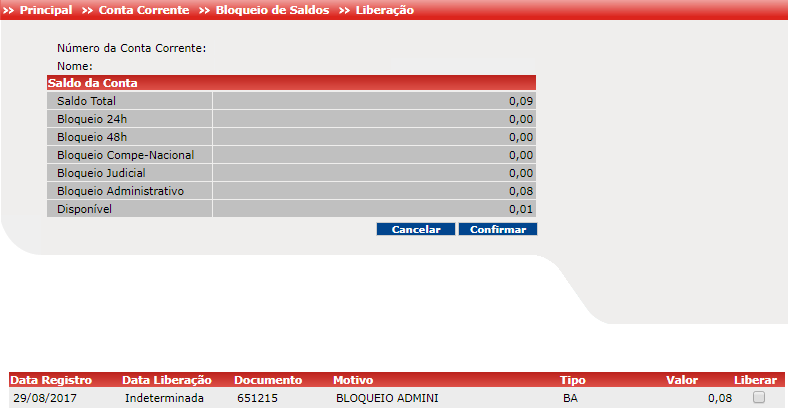 >> Principal >> Conta Corrente >> Bloqueio de Saldos >> Liberação
Número da Conta Corrente:
Nome:
Saldo da Conta
Saldo Total 0,09
Bloqueio 24h 0,00
Bloqueio 48h 0,00
Bloqueio Compe-Nacional 0,00
Bloqueio Judicial 0,00
Bloqueio Administrativo 0,08
Disponível 0,01
Cancelar Confirmar
Data Registro Data Liberação Documento Motivo Tipo Valor Liberar
29/08/2017 Indeterminada 651215 BLOQUEIO ADMINI BA 0,08